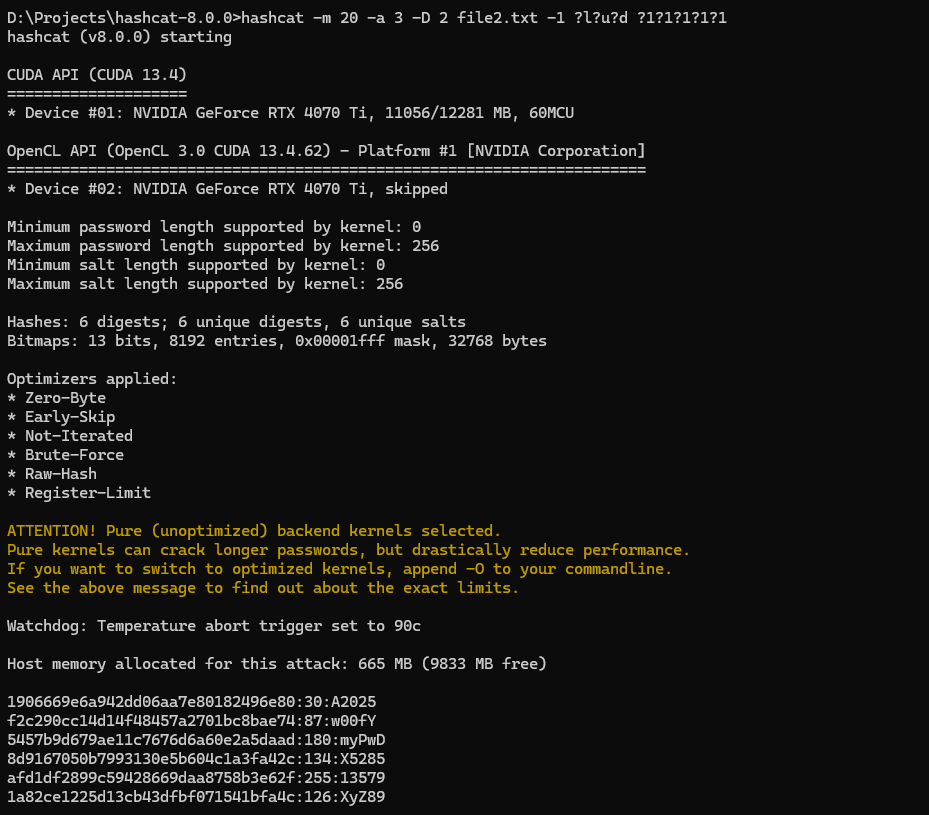 D:\Projects\hashcat-8.0.0>hashcat -m 20 -a 3 -D 2 file2.txt -1 ?l?u?d ?1?1?1?1?1
hashcat (v8.0.0) starting
CUDA API (CUDA 13.4)
====================
* Device #01: NVIDIA GeForce RTX 4070 Ti, 11056/12281 MB, 60MCU
OpenCL API (OpenCL 3.0 CUDA 13.4.62) - Platform #1 [NVIDIA Corporation]
=======================================================================
* Device #02: NVIDIA GeForce RTX 4070 Ti, skipped
Minimum password length supported by kernel: 0
Maximum password length supported by kernel: 256
Minimum salt length supported by kernel: 0
Maximum salt length supported by kernel: 256
Hashes: 6 digests; 6 unique digests, 6 unique salts
Bitmaps: 13 bits, 8192 entries, 0x00001fff mask, 32768 bytes
Optimizers applied:
* Zero-Byte
* Early-Skip
* Not-Iterated
* Brute-Force
* Raw-Hash
* Register-Limit
ATTENTION! Pure (unoptimized) backend kernels selected.
Pure kernels can crack longer passwords, but drastically reduce performance.
If you want to switch to optimized kernels, append -O to your commandline.
See the above message to find out about the exact limits.
Watchdog: Temperature abort trigger set to 90c
Host memory allocated for this attack: 665 MB (9833 MB free)
1906669e6a942dd06aa7e80182496e80:30:A2025
f2c290cc14d14f48457a2701bc8bae74:87:w00fY
5457b9d679ae11c7676d6a60e2a5daad:180:myPwD
8d9167050b7993130e5b604c1a3fa42c:134:X5285
afd1df2899c59428669daa8758b3e62f:255:13579
1a82ce1225d13cb43dfbf071541bfa4c:126:XyZ89